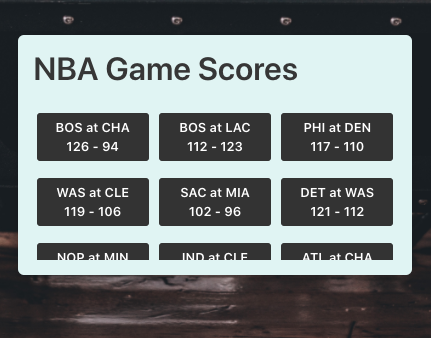 NBA Game Scores
BOS at CHA
126 - 94
BOS at LAC
112 - 123
PHI at DEN
117 - 110
WAS at CLE
119 - 106
SAC at MIA
102 - 96
DET at WAS
121 - 112
NOP at MIN
IND at CLE
ATL at CHA